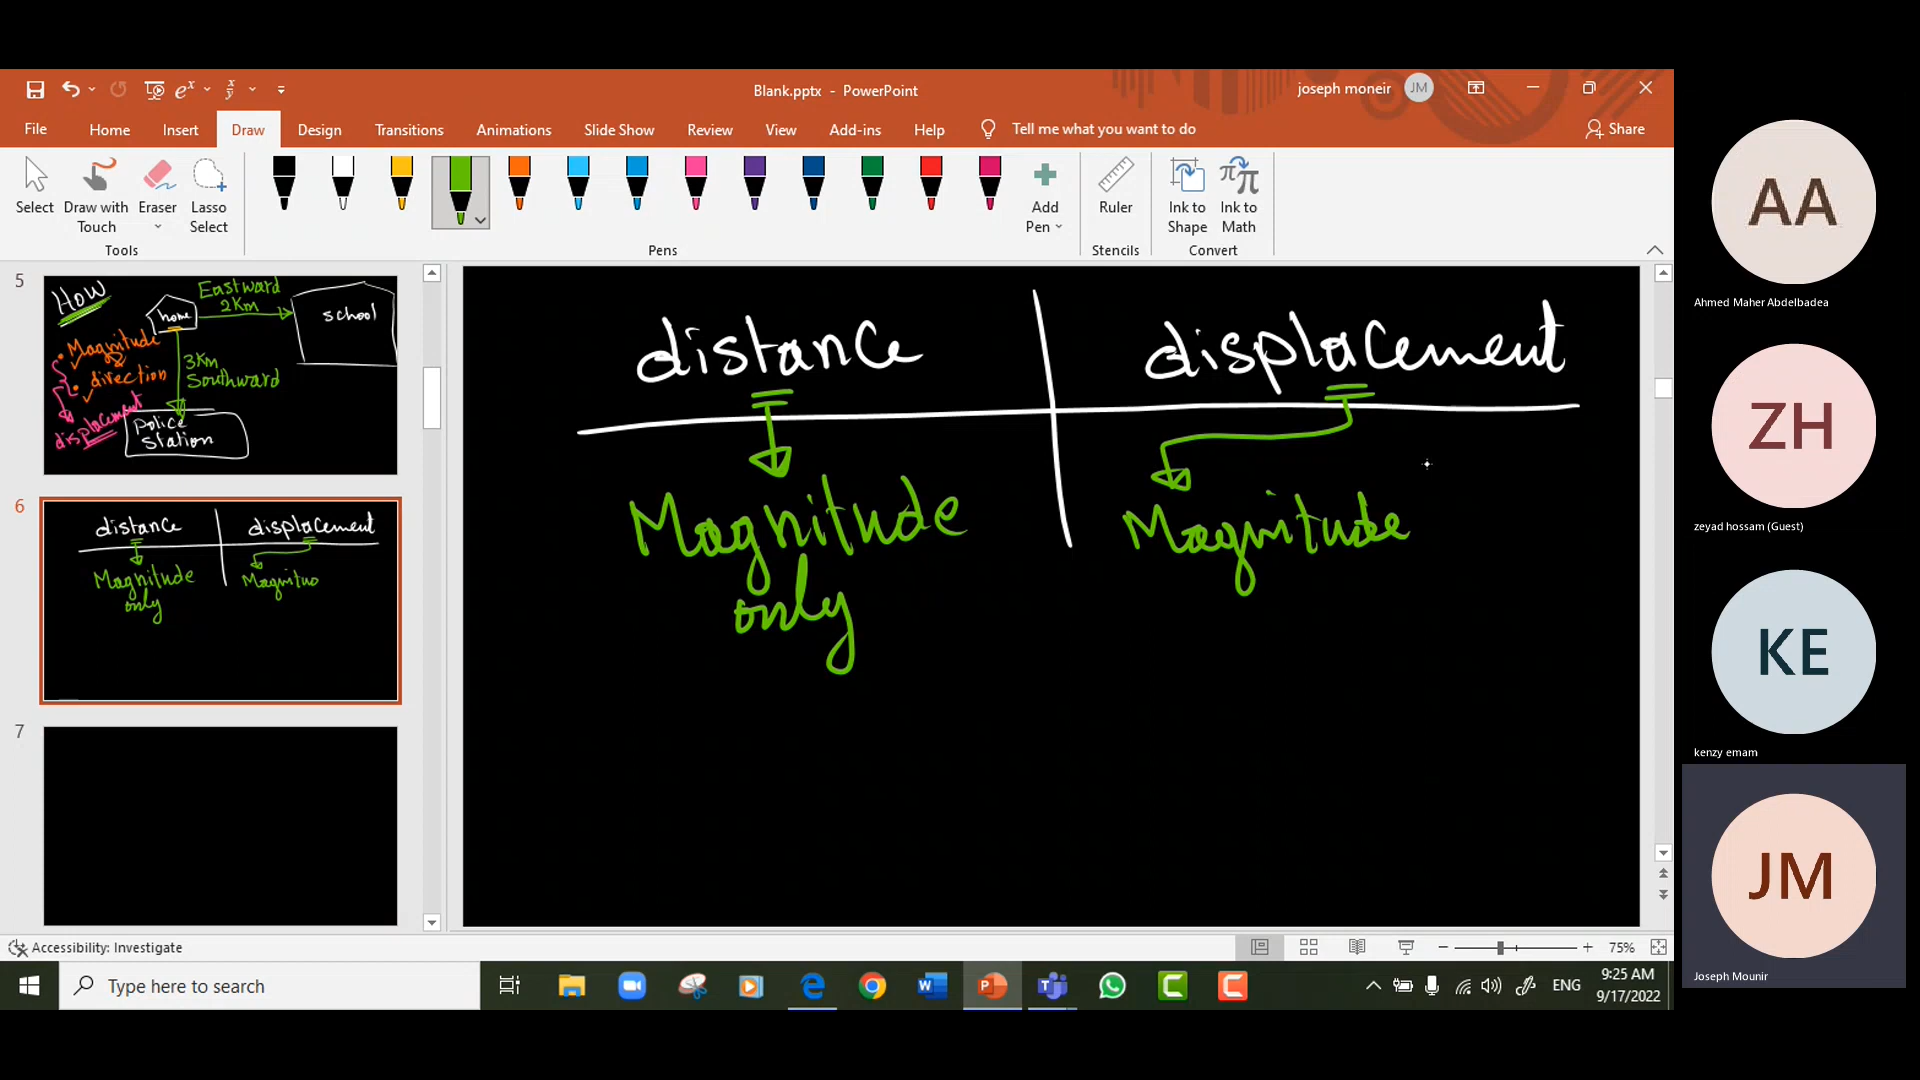 Blank.pptx - PowerPoint
joseph moneir
JM
File
Home
Insert
Draw
Design
Transitions
Animations
Slide Show
Review
View
Add-ins
Help
Tell me what you want to do
Share
Select
Draw with
Touch
Eraser
Lasso
Select
Add
Pen
Ruler
Ink to
Shape
Ink to
Math
Tools
Pens
Stencils
Convert
5
How
home
Eastward
2Km
school
Magnitude
&
direction
3Km
Southward
displacement
Police
Station
6
distance
displacement
Magnitude
only
Magnituo
7
distance
displacement
Magnitude
only
Magnitude
AA
Ahmed Maher Abdelbadea
ZH
zeyad hossam (Guest)
KE
kenzy emam
JM
Joseph Mounir
Accessibility: Investigate
75%
Type here to search
ENG
9:25 AM
9/17/2022